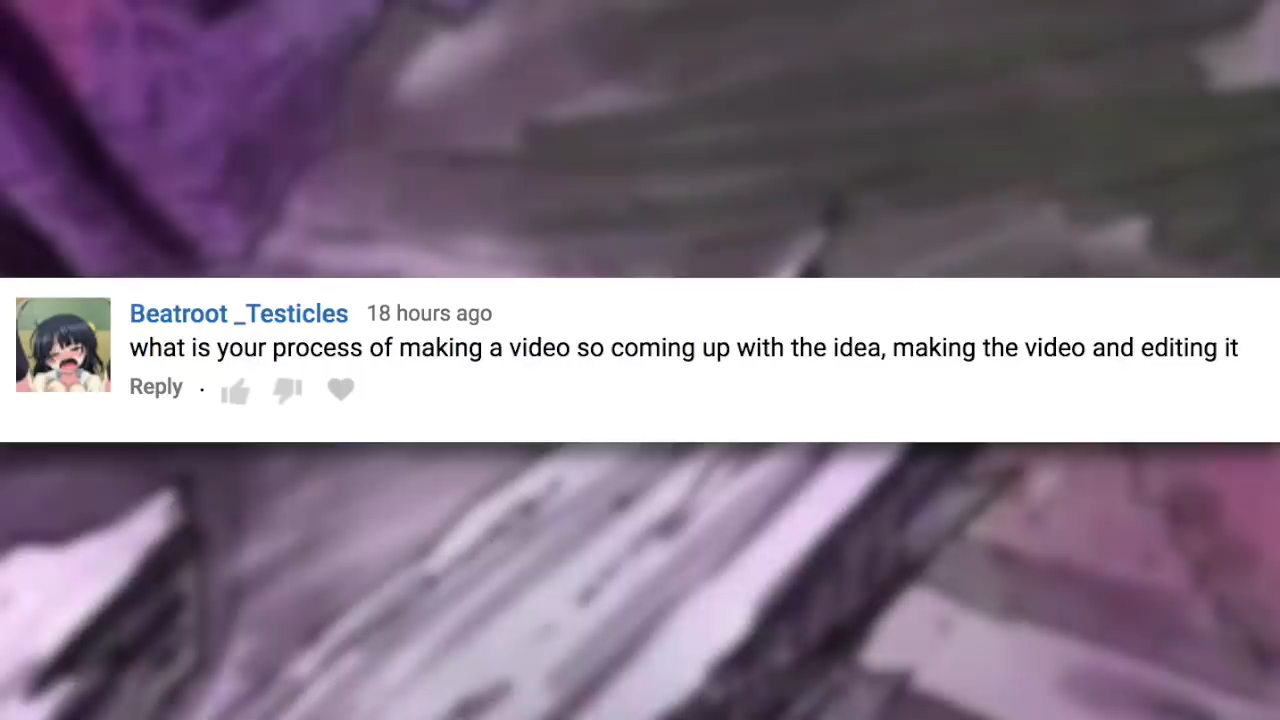 Beatroot _Testicles 18 hours ago
what is your process of making a video so coming up with the idea, making the video and editing it
Reply ·